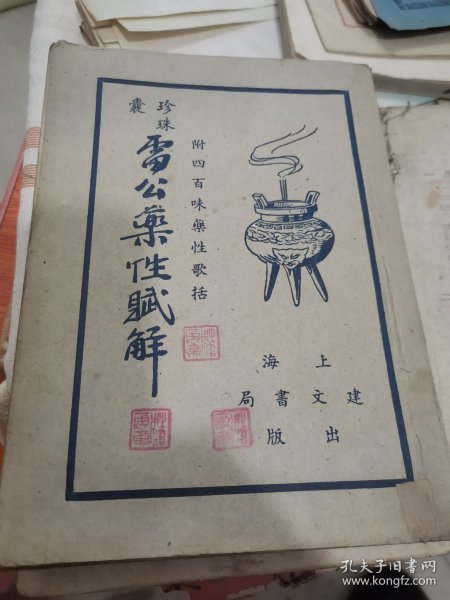 珍珠囊
雷公藥性賦解
附四百味藥性歌括
上海
建文書局
出版
孔夫子旧书网
www.kongfz.com